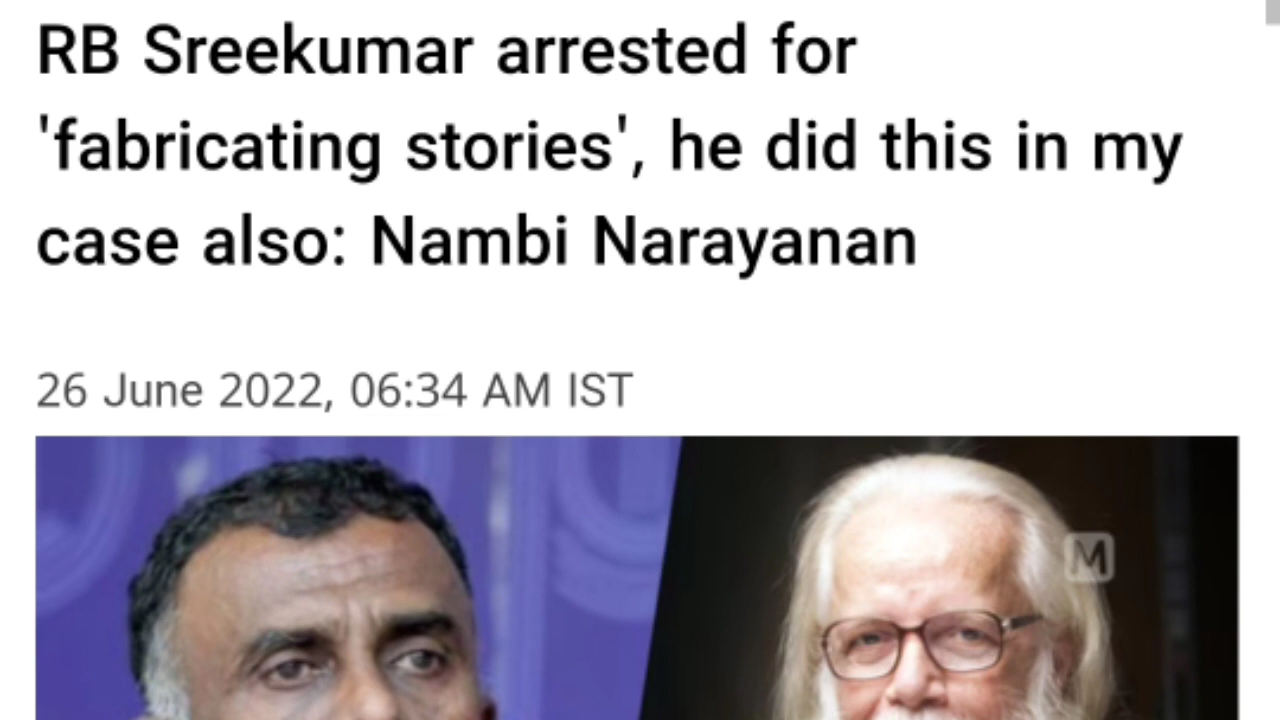 RB Sreekumar arrested for
'fabricating stories', he did this in my
case also: Nambi Narayanan
26 June 2022, 06:34 AM IST
M